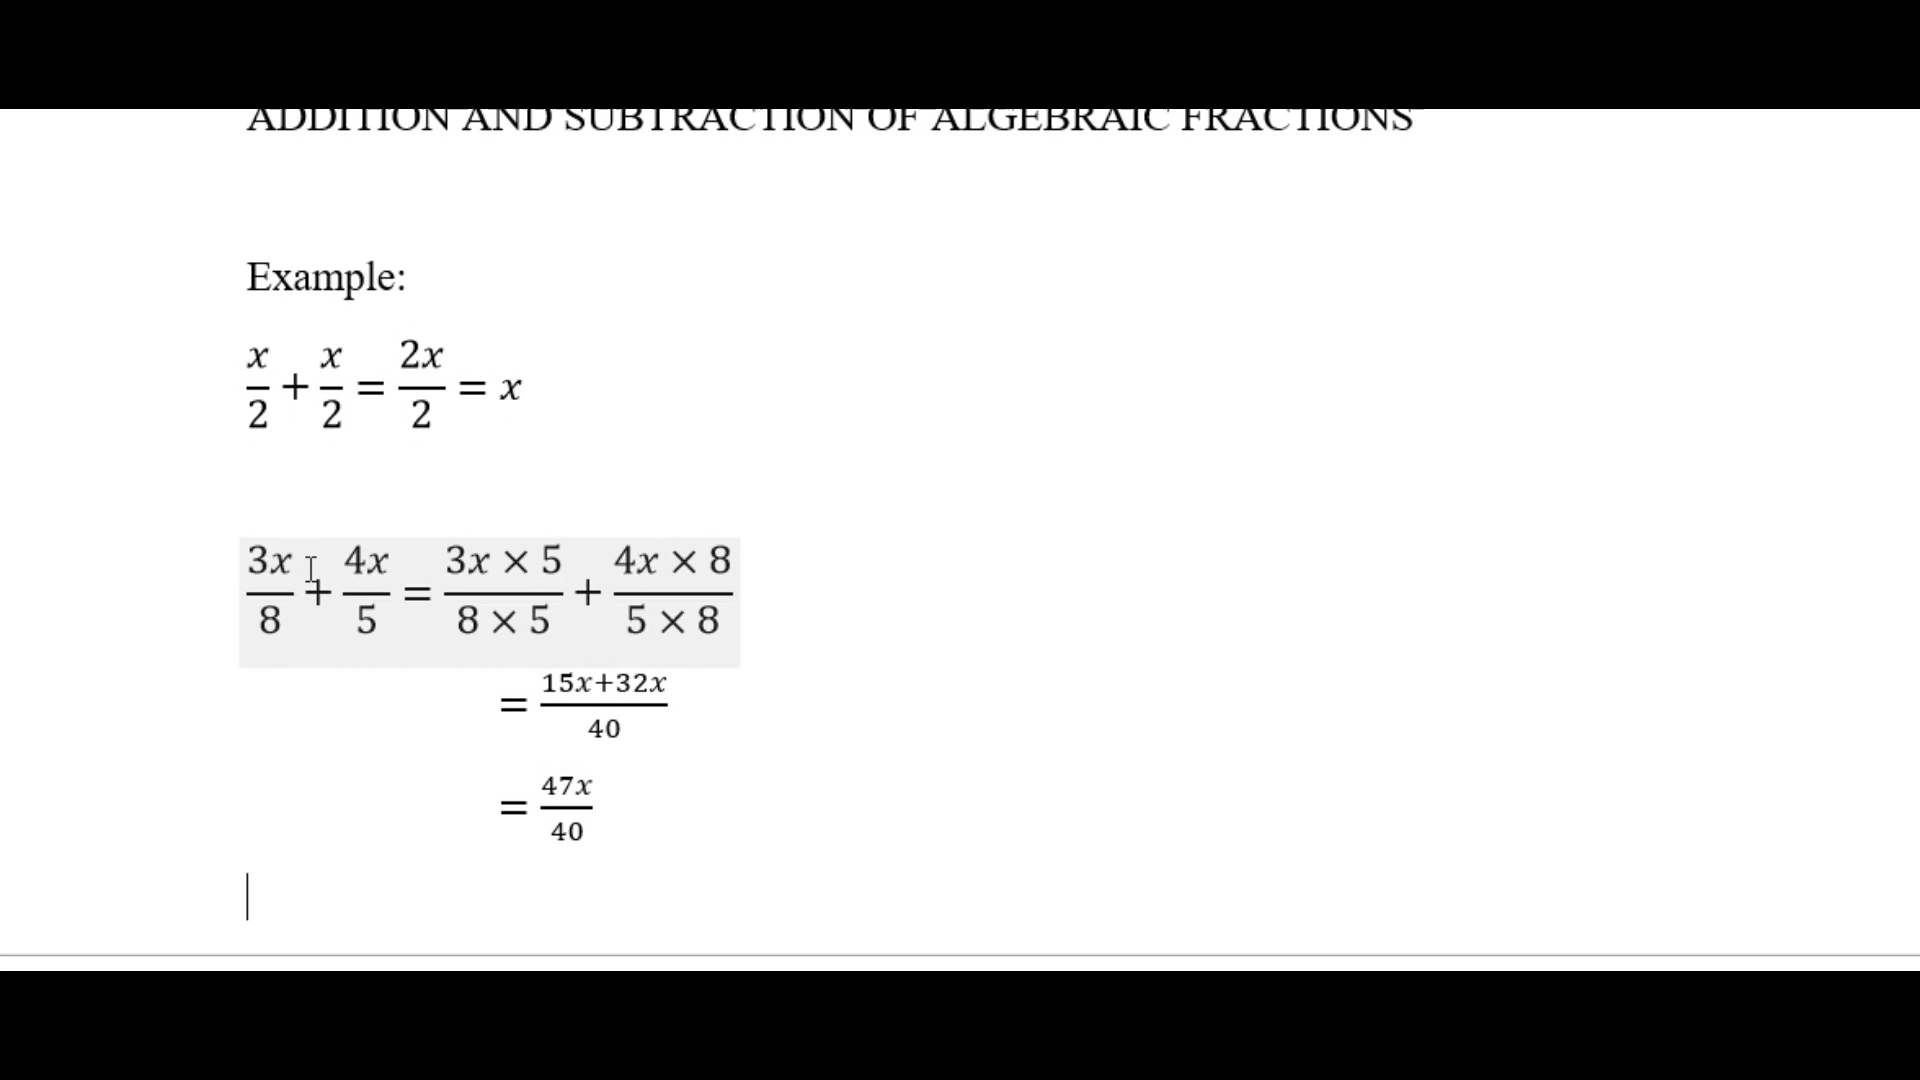 ADDITION AND SUBTRACTION OF ALGEBRAIC FRACTIONS
Example:
x/2 + x/2 = 2x/2 = x
3x/8 + 4x/5 = 3x × 5/8 × 5 + 4x × 8/5 × 8
= 15x+32x/40
= 47x/40